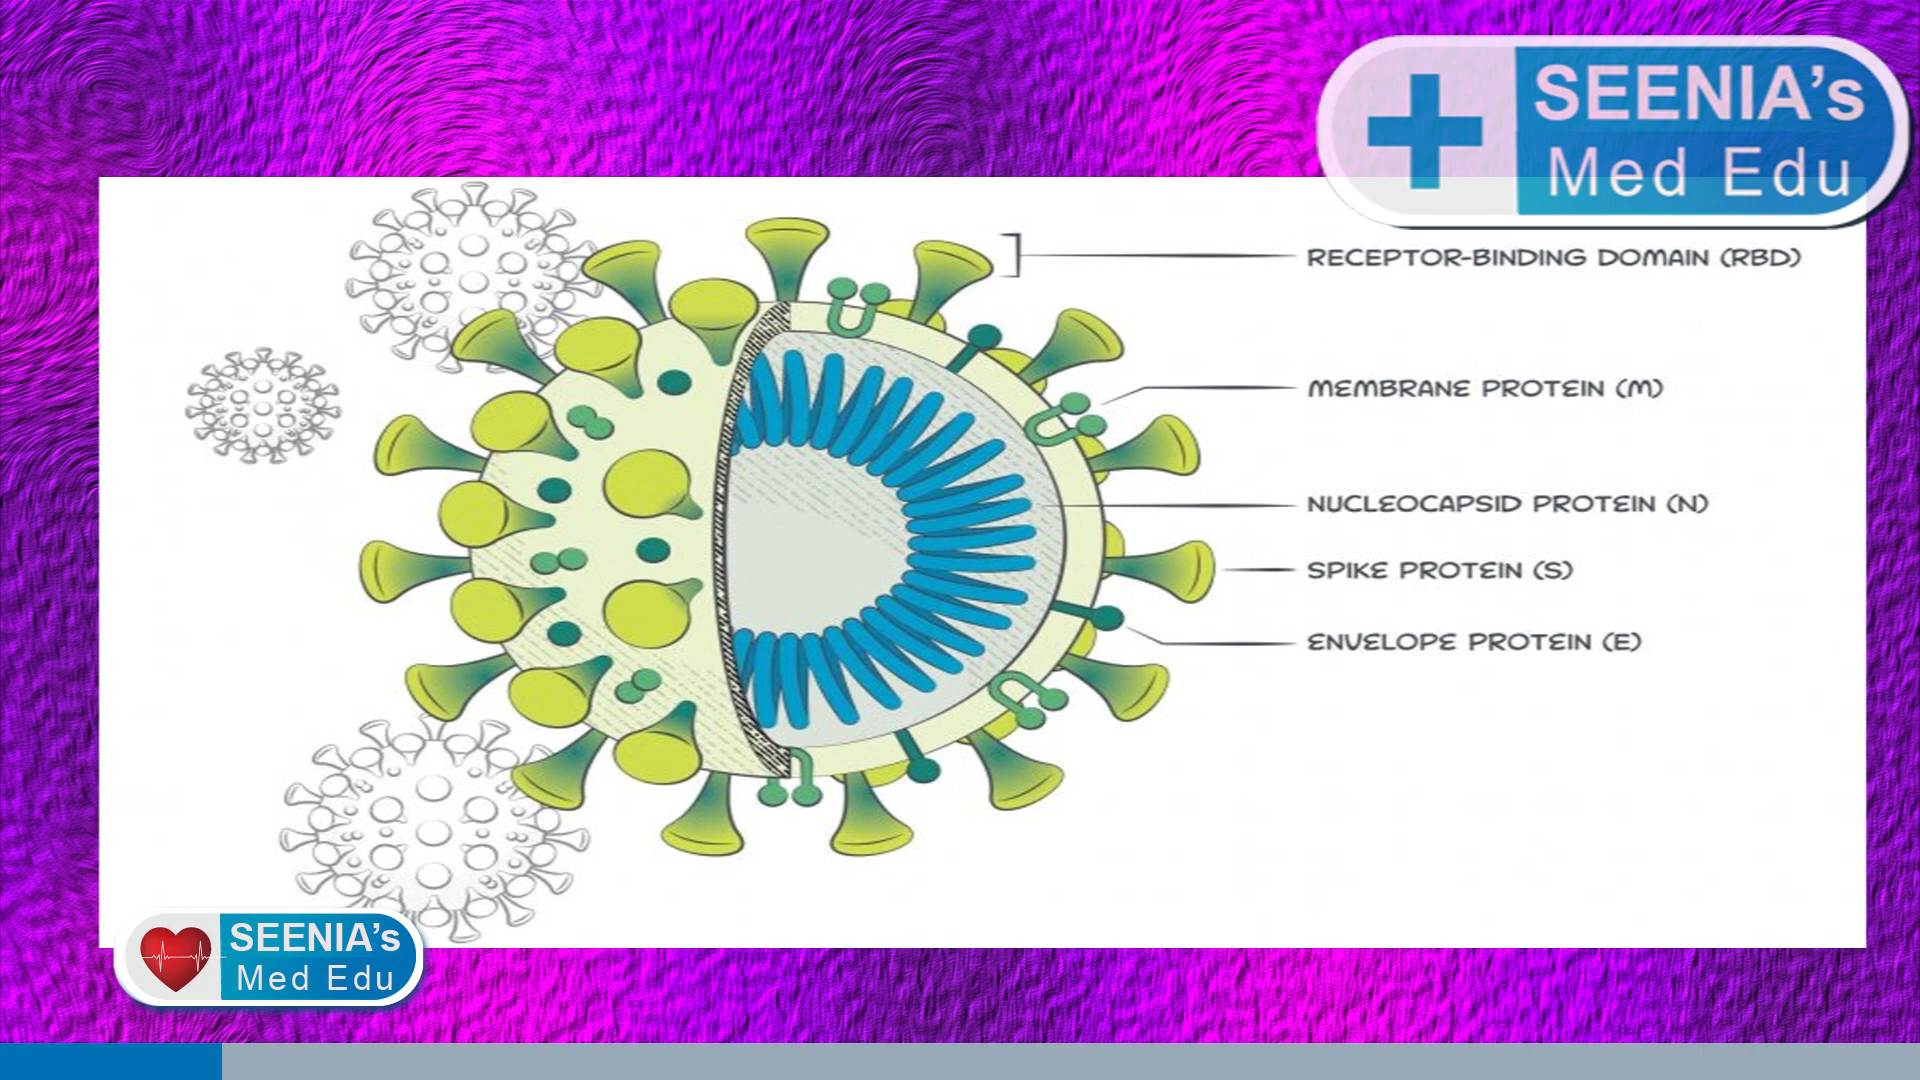 SEENIA's
Med Edu
RECEPTOR-BINDING DOMAIN (RBD)
MEMBRANE PROTEIN (M)
NUCLEOCAPSID PROTEIN (N)
SPIKE PROTEIN (S)
ENVELOPE PROTEIN (E)
SEENIA's
Med Edu